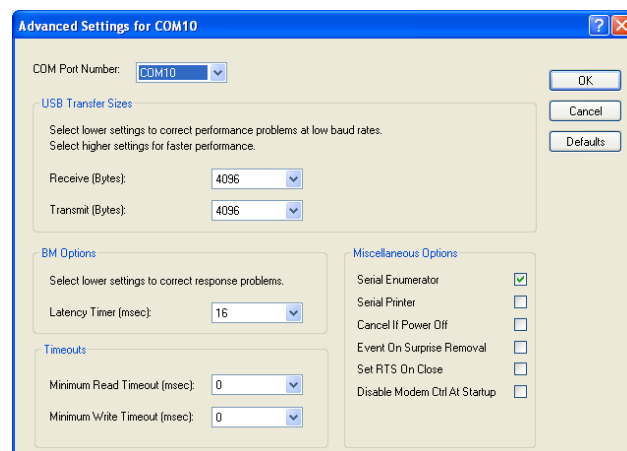 Advanced Settings for COM10
COM Port Number: COM10
OK
Cancel
Defaults
USB Transfer Sizes
Select lower settings to correct performance problems at low baud rates.
Select higher settings for faster performance.
Receive (Bytes): 4096
Transmit (Bytes): 4096
BM Options
Select lower settings to correct response problems.
Latency Timer (msec): 16
Timeouts
Minimum Read Timeout (msec): 0
Minimum Write Timeout (msec): 0
Miscellaneous Options
Serial Enumerator
Serial Printer
Cancel If Power Off
Event On Surprise Removal
Set RTS On Close
Disable Modem Ctrl At Startup